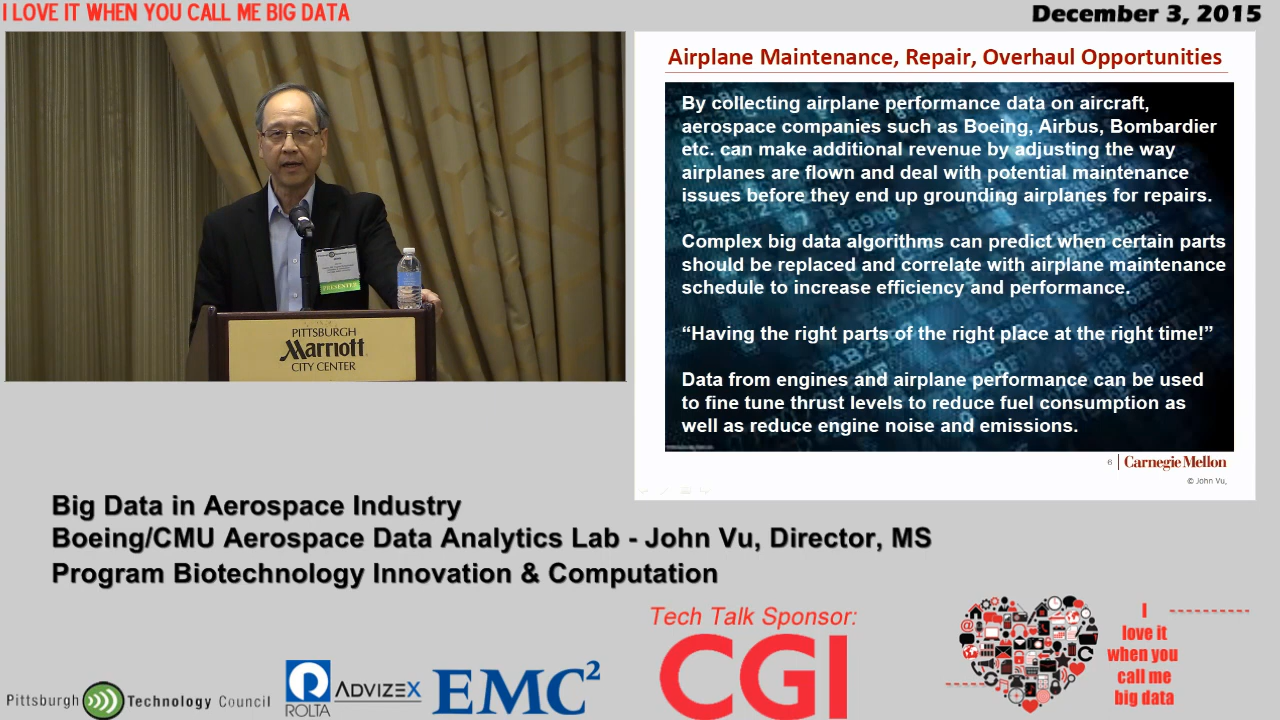 I LOVE IT WHEN YOU CALL ME BIG DATA
December 3, 2015
PRESENTER
PITTSBURGH
Marriott
CITY CENTER
Airplane Maintenance, Repair, Overhaul Opportunities
By collecting airplane performance data on aircraft,
aerospace companies such as Boeing, Airbus, Bombardier
etc. can make additional revenue by adjusting the way
airplanes are flown and deal with potential maintenance
issues before they end up grounding airplanes for repairs.
Complex big data algorithms can predict when certain parts
should be replaced and correlate with airplane maintenance
schedule to increase efficiency and performance.
“Having the right parts of the right place at the right time!”
Data from engines and airplane performance can be used
to fine tune thrust levels to reduce fuel consumption as
well as reduce engine noise and emissions.
6 Carnegie Mellon
© John Vu,
Big Data in Aerospace Industry
Boeing/CMU Aerospace Data Analytics Lab - John Vu, Director, MS
Program Biotechnology Innovation & Computation
Tech Talk Sponsor:
CGI
Pittsburgh Technology Council
ROLTA
ADVIZEX
EMC2
I
love it
when you
call me
big data